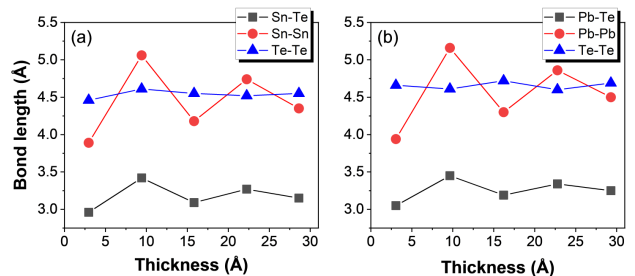 (a)
Sn-Te
Sn-Sn
Te-Te
5.5
5.0
4.5
4.0
3.5
3.0
0 5 10 15 20 25 30
Bond length (Å)
Thickness (Å)
(b)
Pb-Te
Pb-Pb
Te-Te
5.5
5.0
4.5
4.0
3.5
3.0
0 5 10 15 20 25 30
Thickness (Å)